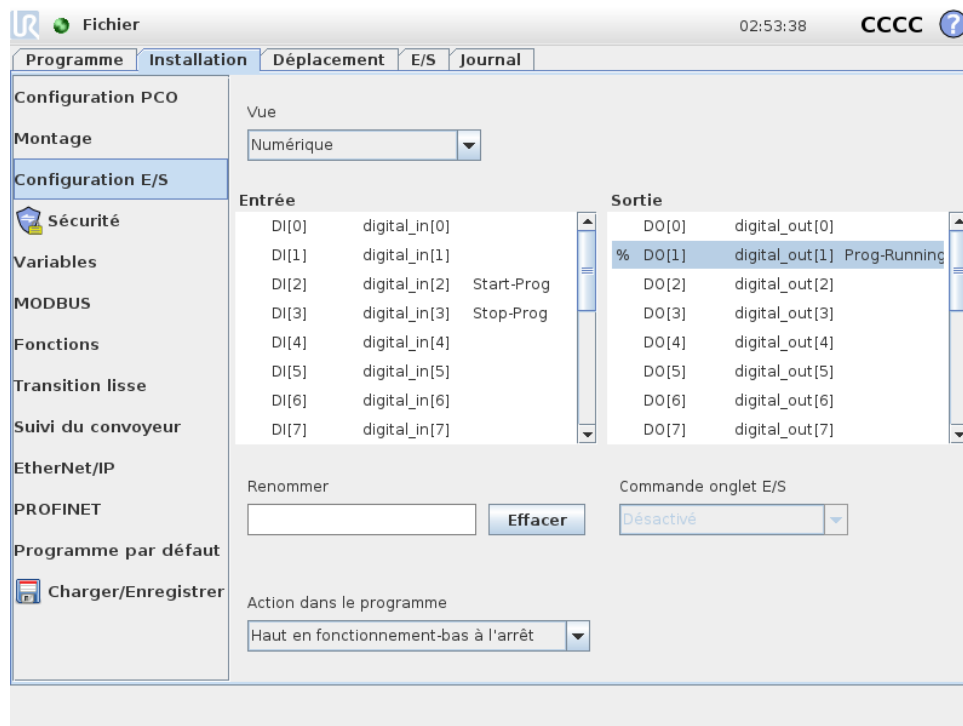 UR Fichier 02:53:38 CCCC ?
Programme Installation Déplacement E/S Journal
Configuration PCO
Montage
Configuration E/S
Sécurité
Variables
MODBUS
Fonctions
Transition lisse
Suivi du convoyeur
EtherNet/IP
PROFINET
Programme par défaut
Charger/Enregistrer
Vue
Numérique
Entrée
DI[0] digital_in[0]
DI[1] digital_in[1]
DI[2] digital_in[2] Start-Prog
DI[3] digital_in[3] Stop-Prog
DI[4] digital_in[4]
DI[5] digital_in[5]
DI[6] digital_in[6]
DI[7] digital_in[7]
Sortie
DO[0] digital_out[0]
% DO[1] digital_out[1] Prog-Running
DO[2] digital_out[2]
DO[3] digital_out[3]
DO[4] digital_out[4]
DO[5] digital_out[5]
DO[6] digital_out[6]
DO[7] digital_out[7]
Renommer
Effacer
Commande onglet E/S
Désactivé
Action dans le programme
Haut en fonctionnement-bas à l'arrêt